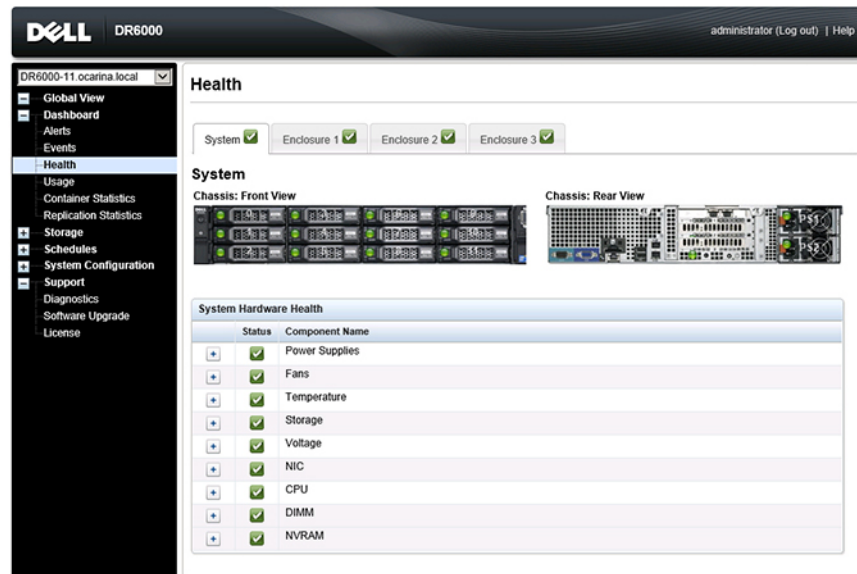 DELL DR6000 administrator (Log out) | Help
DR6000-11.ocarina.local
Global View
Dashboard
Alerts
Events
Health
Usage
Container Statistics
Replication Statistics
Storage
Schedules
System Configuration
Support
Diagnostics
Software Upgrade
License
Health
System Enclosure 1 Enclosure 2 Enclosure 3
System
Chassis: Front View Chassis: Rear View
PS1
PS2
System Hardware Health
Status Component Name
Power Supplies
Fans
Temperature
Storage
Voltage
NIC
CPU
DIMM
NVRAM